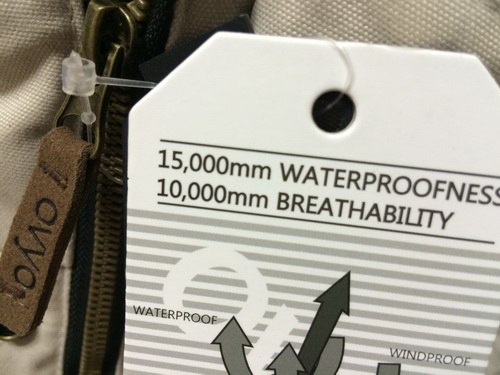 15,000mm WATERPROOFNESS
10,000mm BREATHABILITY
WATERPROOF
WINDPROOF